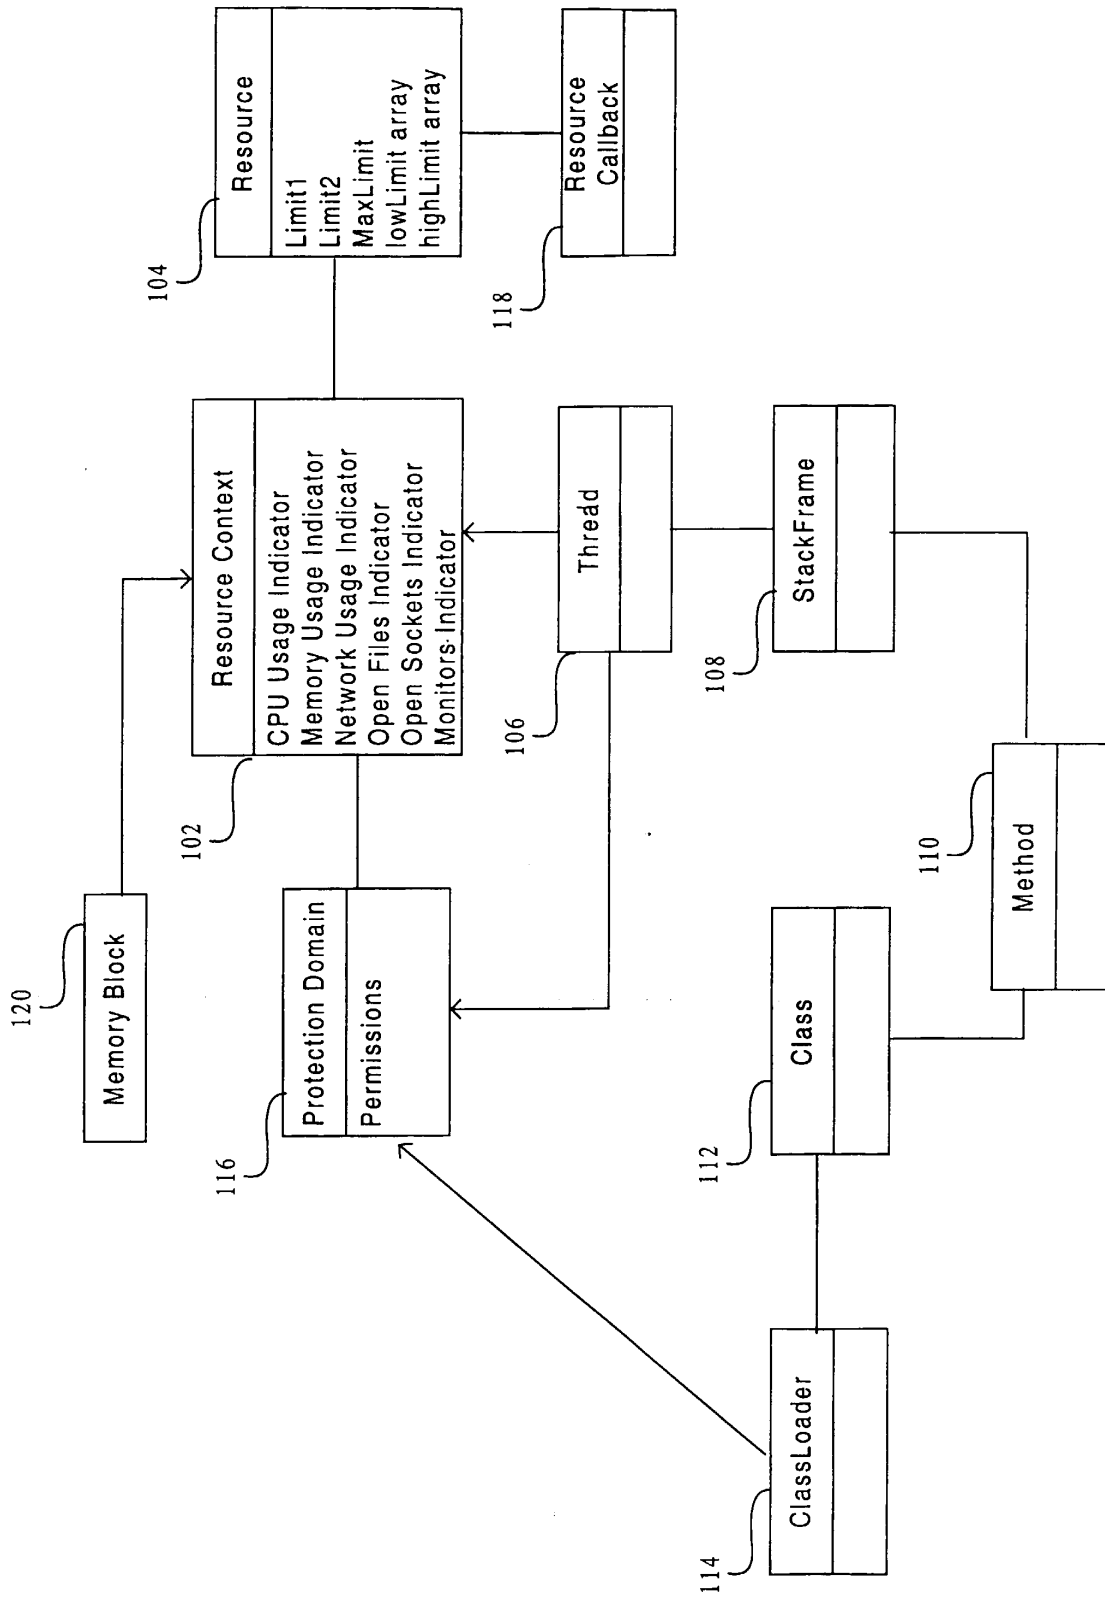 120
Memory Block
102
Resource Context
CPU Usage Indicator
Memory Usage Indicator
Network Usage Indicator
Open Files Indicator
Open Sockets Indicator
Monitors Indicator
104
Resource
Limit1
Limit2
MaxLimit
lowLimit array
highLimit array
116
Protection Domain
Permissions
106
Thread
118
Resource
Callback
114
ClassLoader
112
Class
108
StackFrame
110
Method